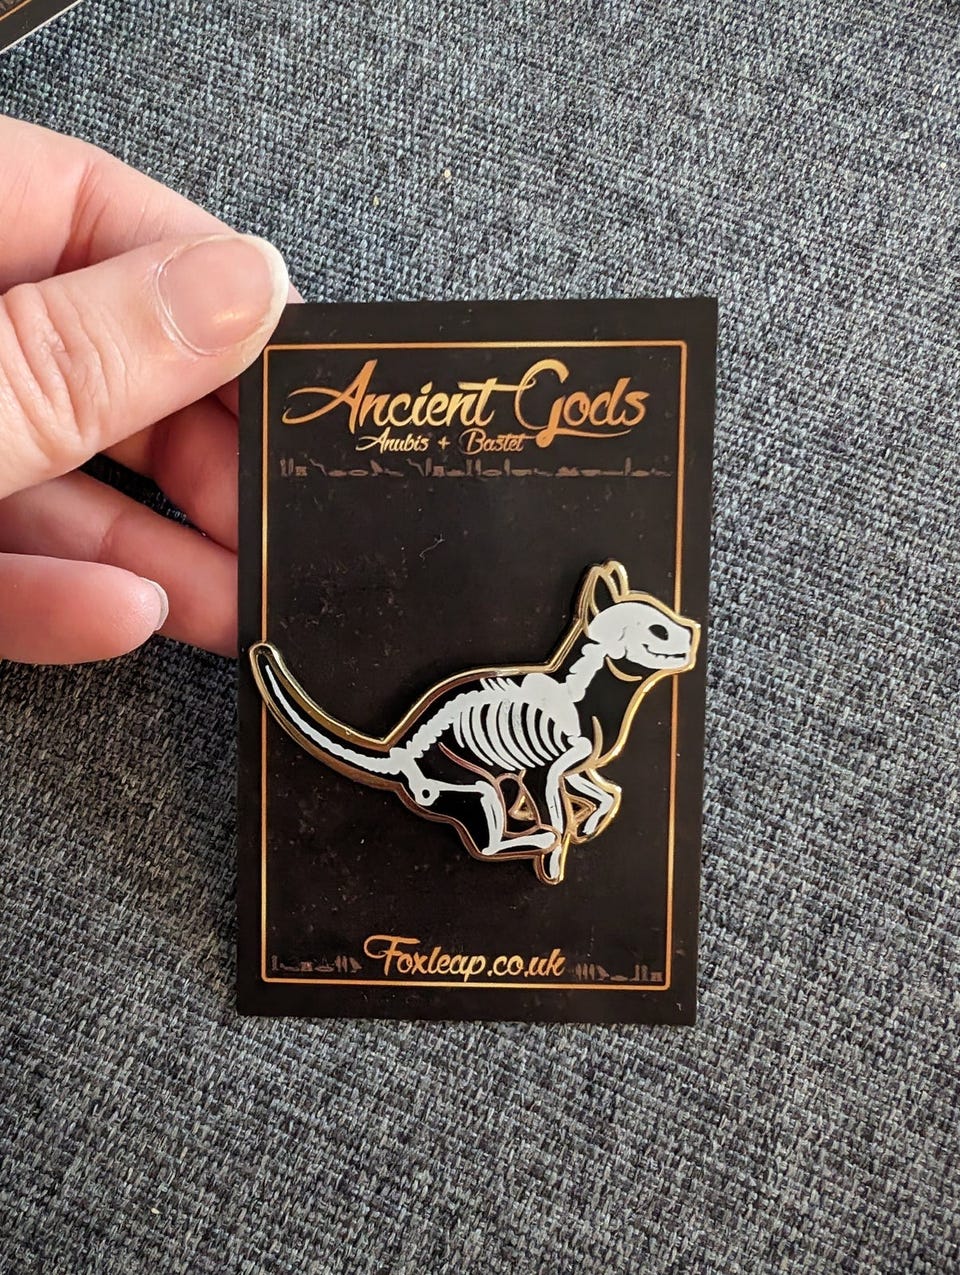 Ancient Gods
Anubis + Bastet
Foxleap.co.uk